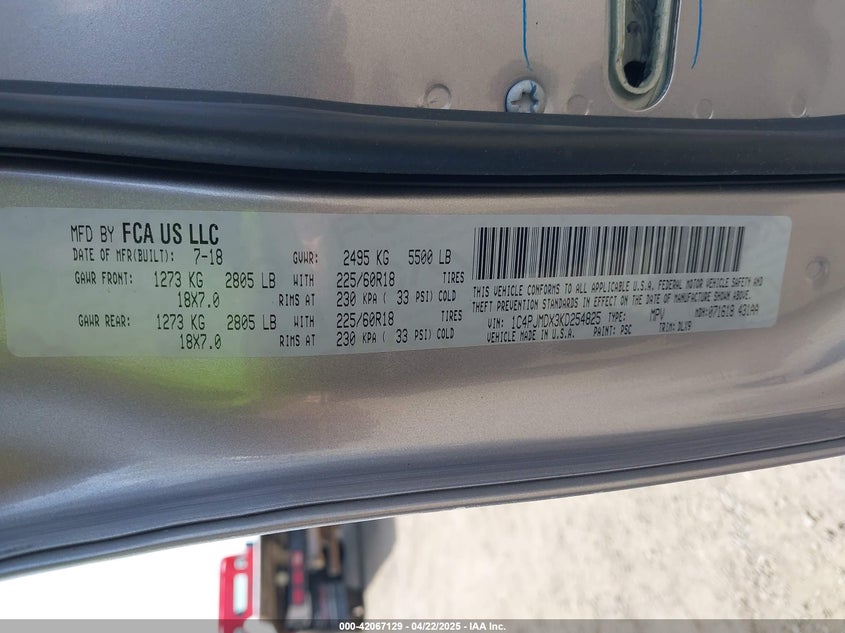 MFD BY FCA US LLC
DATE OF MFR(BUILT): 7-18 GVWR: 2495 KG 5500 LB
GAWR FRONT: 1273 KG 2805 LB WITH 225/60R18 TIRES
18X7.0 RIMS AT 230 KPA ( 33 PSI) COLD
GAWR REAR: 1273 KG 2805 LB WITH 225/60R18 TIRES
18X7.0 RIMS AT 230 KPA ( 33 PSI) COLD
THIS VEHICLE CONFORMS TO ALL APPLICABLE U.S.A. FEDERAL MOTOR VEHICLE SAFETY AND
THEFT PREVENTION STANDARDS IN EFFECT ON THE DATE OF MANUFACTURE SHOWN ABOVE.
VIN: 1C4PJMDX3KD254825 TYPE: MPV MDH: 071618 431AA
VEHICLE MADE IN U.S.A. PAINT: PSC TRIM: DLX9
000-42067129 - 04/22/2025 - IAA Inc.